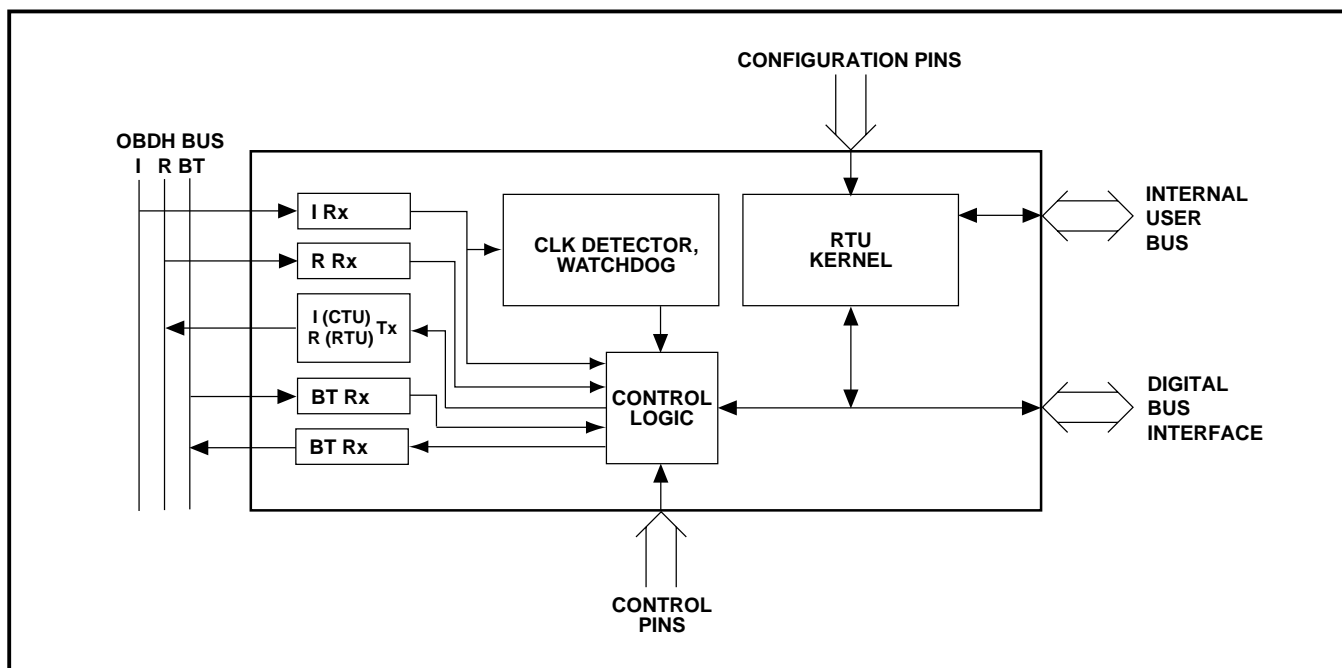 CONFIGURATION PINS
OBDH BUS
I R BT
I Rx
R Rx
I (CTU)
R (RTU) Tx
BT Rx
BT Rx
CLK DETECTOR,
WATCHDOG
RTU
KERNEL
CONTROL
LOGIC
INTERNAL
USER
BUS
DIGITAL
BUS
INTERFACE
CONTROL
PINS